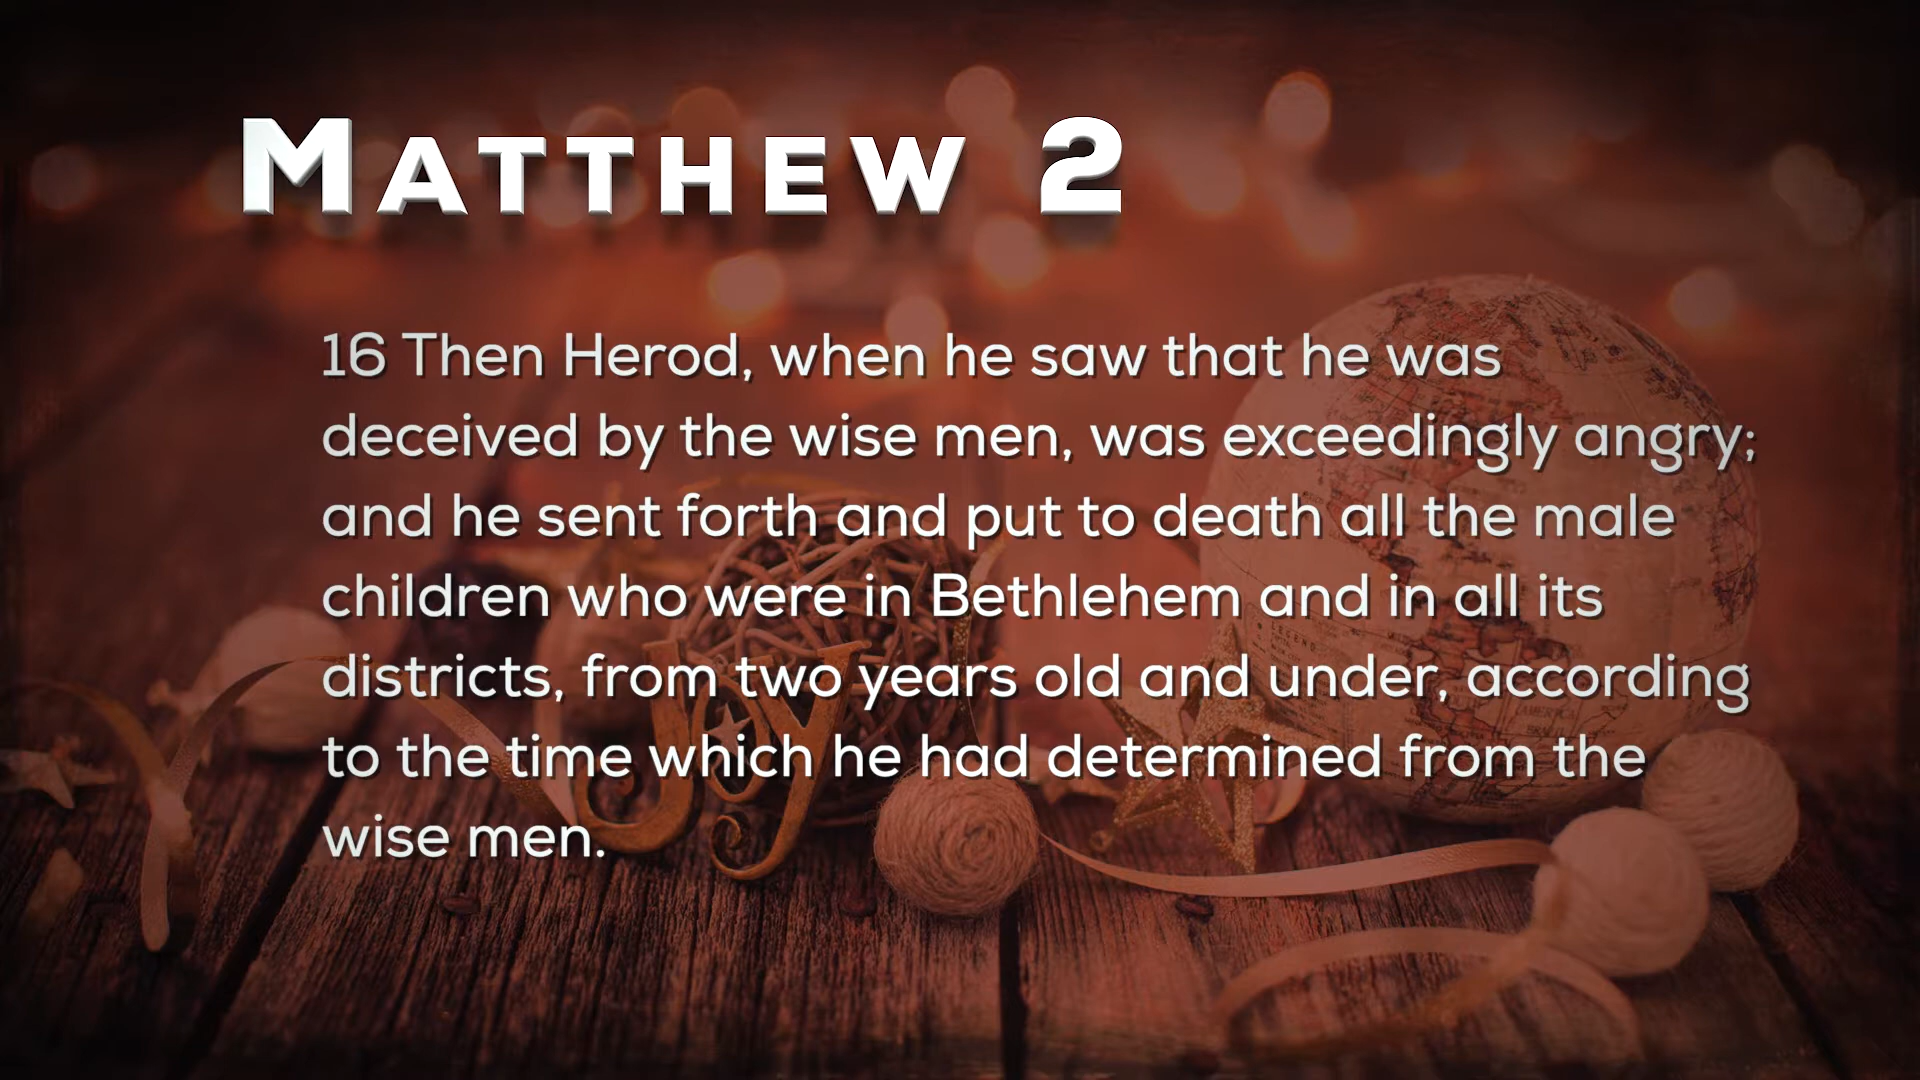 MATTHEW 2
16 Then Herod, when he saw that he was
deceived by the wise men, was exceedingly angry;
and he sent forth and put to death all the male
children who were in Bethlehem and in all its
districts, from two years old and under, according
to the time which he had determined from the
wise men.
Joy